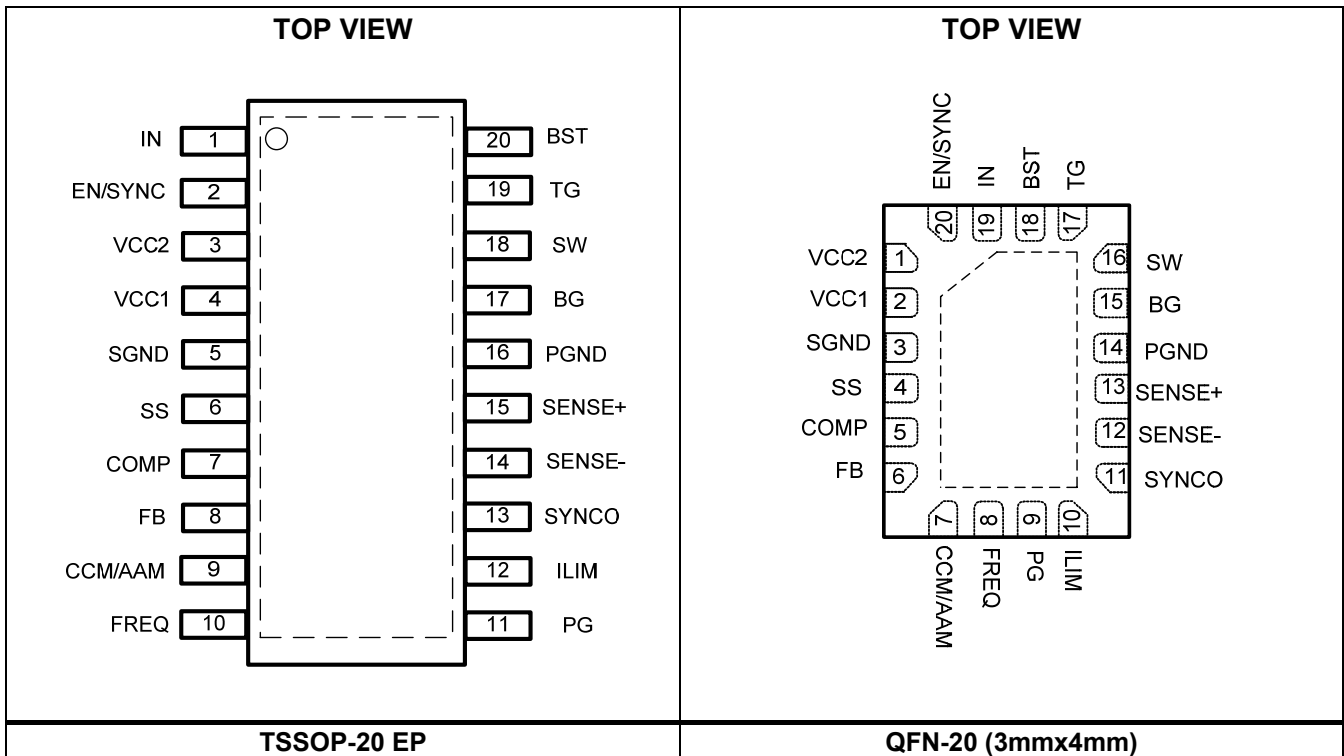 TOP VIEW
IN 1
EN/SYNC 2
VCC2 3
VCC1 4
SGND 5
SS 6
COMP 7
FB 8
CCM/AAM 9
FREQ 10
20 BST
19 TG
18 SW
17 BG
16 PGND
15 SENSE+
14 SENSE-
13 SYNCO
12 ILIM
11 PG
TSSOP-20 EP
TOP VIEW
EN/SYNC
IN
BST
TG
20
19
18
17
VCC2 1
VCC1 2
SGND 3
SS 4
COMP 5
FB 6
16 SW
15 BG
14 PGND
13 SENSE+
12 SENSE-
11 SYNCO
7
8
9
10
CCM/AAM
FREQ
PG
ILIM
QFN-20 (3mmx4mm)